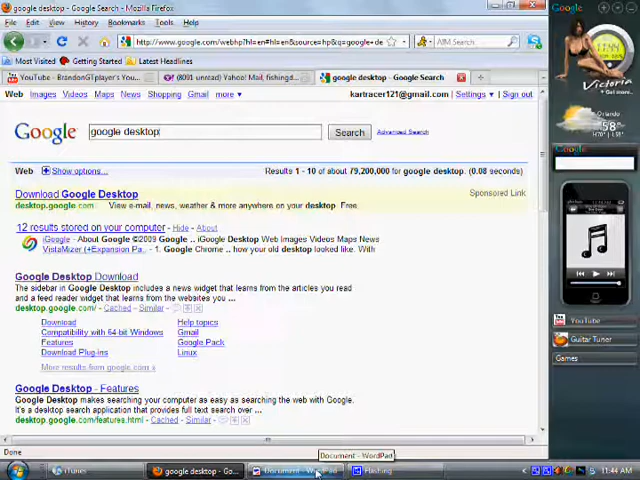 google desktop - Google Search - Mozilla Firefox
File Edit View History Bookmarks Tools Help
http://www.google.com/webhp?hl=en&source=hp&q=google+de
AIM Search
Most Visited Getting Started Latest Headlines
YouTube - BrandonGTplayer's You...
(8091 unread) Yahoo! Mail, fishingd...
google desktop - Google Search
Web Images Videos Maps News Shopping Gmail more
kartracer121@gmail.com | Settings | Sign out
Google
google desktop
Search
Advanced Search
Web Show options...
Results 1 - 10 of about 79,200,000 for google desktop. (0.08 seconds)
Download Google Desktop
Sponsored Link
desktop.google.com View e-mail, news, weather & more anywhere on your desktop Free.
12 results stored on your computer - Hide - About
iGoogle - About Google ©2009 Google .. iGoogle Desktop Web Images Videos Maps News
VistaMizer (+Expansion Pa.. - 1. Google Chrome .. how your old desktop looked like. With
Google Desktop Download
The sidebar in Google Desktop includes a news widget that learns from the articles you read
and a feed reader widget that learns from the websites you ...
desktop.google.com/ - Cached - Similar -
Download Help topics
Compatibility with 64-bit Windows Gmail
Features Google Pack
Download Plug-ins Linux
More results from google.com »
Google Desktop - Features
Google Desktop makes searching your computer as easy as searching the web with Google.
It's a desktop search application that provides full text search over ...
desktop.google.com/features.html - Cached - Similar -
Done
Document - WordPad
iTunes
google desktop - Go...
Document - WordPad
Flashing
11:44 AM
Google
Victoria
Orlando
58°
Google
YouTube
Guitar Tuner
Games